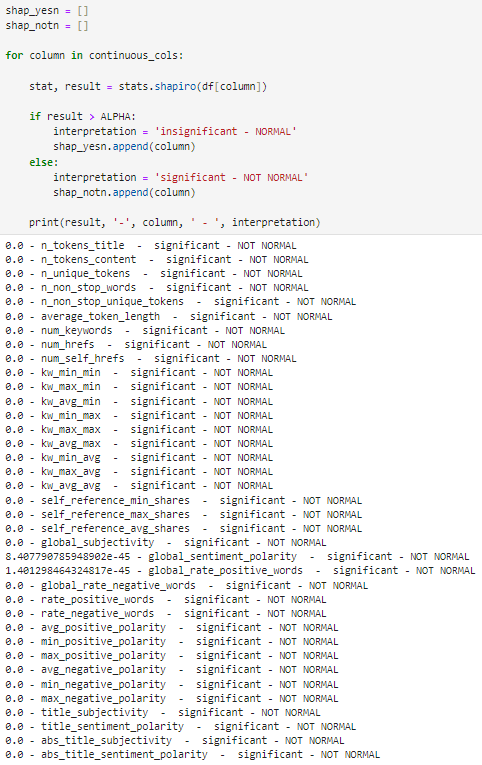 shap_yesn = []
shap_notn = []
for column in continuous_cols:
stat, result = stats.shapiro(df[column])
if result > ALPHA:
interpretation = 'insignificant - NORMAL'
shap_yesn.append(column)
else:
interpretation = 'significant - NOT NORMAL'
shap_notn.append(column)
print(result, '-', column, ' - ', interpretation)
0.0 - n_tokens_title  -  significant - NOT NORMAL
0.0 - n_tokens_content  -  significant - NOT NORMAL
0.0 - n_unique_tokens  -  significant - NOT NORMAL
0.0 - n_non_stop_words  -  significant - NOT NORMAL
0.0 - n_non_stop_unique_tokens  -  significant - NOT NORMAL
0.0 - average_token_length  -  significant - NOT NORMAL
0.0 - num_keywords  -  significant - NOT NORMAL
0.0 - num_hrefs  -  significant - NOT NORMAL
0.0 - num_self_hrefs  -  significant - NOT NORMAL
0.0 - kw_min_min  -  significant - NOT NORMAL
0.0 - kw_max_min  -  significant - NOT NORMAL
0.0 - kw_avg_min  -  significant - NOT NORMAL
0.0 - kw_min_max  -  significant - NOT NORMAL
0.0 - kw_max_max  -  significant - NOT NORMAL
0.0 - kw_avg_max  -  significant - NOT NORMAL
0.0 - kw_min_avg  -  significant - NOT NORMAL
0.0 - kw_max_avg  -  significant - NOT NORMAL
0.0 - kw_avg_avg  -  significant - NOT NORMAL
0.0 - self_reference_min_shares  -  significant - NOT NORMAL
0.0 - self_reference_max_shares  -  significant - NOT NORMAL
0.0 - self_reference_avg_shares  -  significant - NOT NORMAL
0.0 - global_subjectivity  -  significant - NOT NORMAL
8.407790785948902e-45 - global_sentiment_polarity  -  significant - NOT NORMAL
1.401298464324817e-45 - global_rate_positive_words  -  significant - NOT NORMAL
0.0 - global_rate_negative_words  -  significant - NOT NORMAL
0.0 - rate_positive_words  -  significant - NOT NORMAL
0.0 - rate_negative_words  -  significant - NOT NORMAL
0.0 - avg_positive_polarity  -  significant - NOT NORMAL
0.0 - min_positive_polarity  -  significant - NOT NORMAL
0.0 - max_positive_polarity  -  significant - NOT NORMAL
0.0 - avg_negative_polarity  -  significant - NOT NORMAL
0.0 - min_negative_polarity  -  significant - NOT NORMAL
0.0 - max_negative_polarity  -  significant - NOT NORMAL
0.0 - title_subjectivity  -  significant - NOT NORMAL
0.0 - title_sentiment_polarity  -  significant - NOT NORMAL
0.0 - abs_title_subjectivity  -  significant - NOT NORMAL
0.0 - abs_title_sentiment_polarity  -  significant - NOT NORMAL